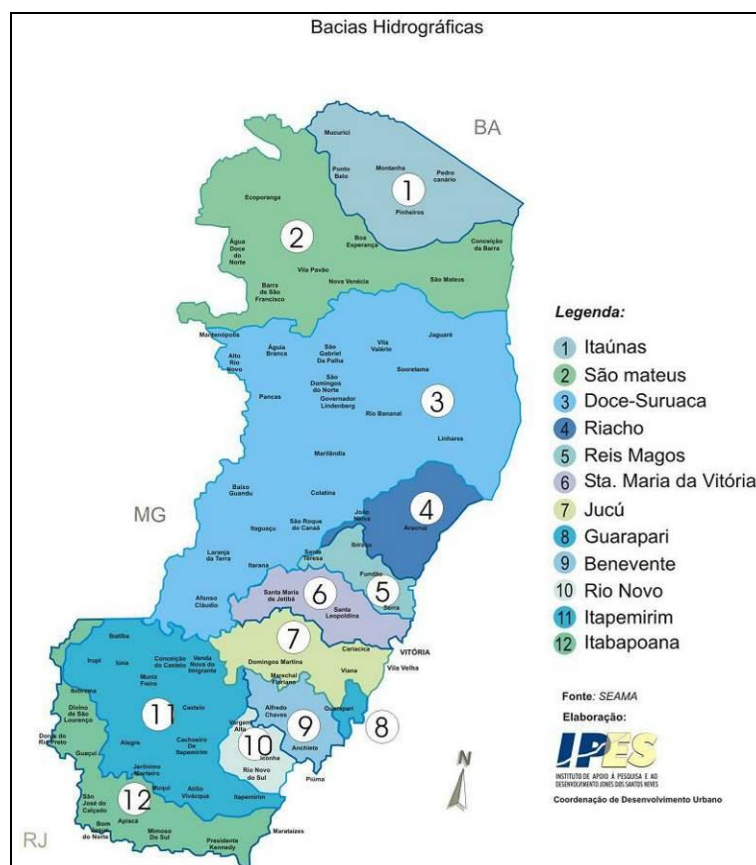 Bacias Hidrográficas
BA
Mucurici
Ponto
Belo
Montanha
Pedro
canário
1
Pinheiros
Ecoporanga
2
Água
Doce
do
Norte
Boa
Esperança
Conceição
da Barra
Vila Pavão
Nova Venécia
São Mateus
Barra
de São
Francisco
Mantenópolis
Alto
Rio
Novo
Águia
Branca
São
Gabriel
Da Palha
Vila
Valério
Jaguaré
Sooretama
São
Domingos
do Norte
Governador
Lindenberg
Pancas
3
Rio Bananal
Linhares
Marilândia
MG
Baixo
Guandu
Colatina
4
Aracruz
João
Neiva
São Roque
do Canaã
Itaguaçu
Ibiraçu
Laranja
da Terra
Santa
Teresa
Itarana
Fundão
5
Serra
Afonso
Cláudio
Santa Maria
de Jetibá
6
Santa
Leopoldina
7
Cariacica
VITÓRIA
Vila Velha
Viana
Domingos Martins
Marechal
Floriano
Ibatiba
Irupi
Iúna
Conceição
do Castelo
Venda
Nova do
Imigrante
Muniz
Freire
Ibitirama
Divino
de São
Lourenço
11
Castelo
Alfredo
Chaves
Guarapari
8
9
Anchieta
Vargem
Alta
10
Iconha
Rio Novo
do Sul
Piúma
Dores do
Rio Preto
Guaçuí
Alegre
Cachoeiro
De
Itapemirim
Jerônimo
Monteiro
Muqui
Atílio
Vivácqua
Itapemirim
São
José do
Calçado
12
Apiacá
Bom
Jesus
do Norte
Mimoso
Do Sul
Presidente
Kennedy
Marataízes
RJ
N
Legenda:
1 Itaúnas
2 São mateus
3 Doce-Suruaca
4 Riacho
5 Reis Magos
6 Sta. Maria da Vitória
7 Jucú
8 Guarapari
9 Benevente
10 Rio Novo
11 Itapemirim
12 Itabapoana
Fonte: SEAMA
Elaboração:
IPES
INSTITUTO DE APOIO À PESQUISA E AO
DESENVOLVIMENTO JONES DOS SANTOS NEVES
Coordenação de Desenvolvimento Urbano